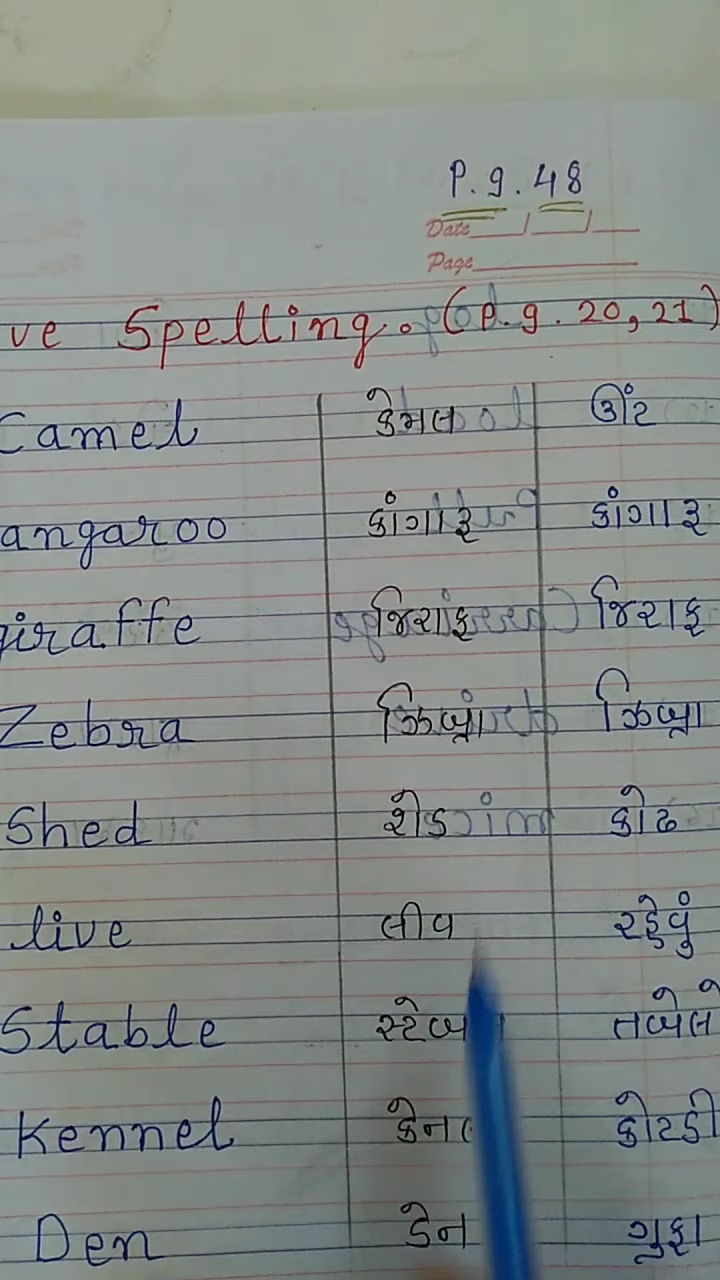 P.g.48
Date
Page
ve Spelling. (P.g. 20, 21)
Camel કેમલ ઊંટ
angaroo કાંગારૂ કાંગારૂ
giraffe જિરાફ જિરાફ
Zebra ઝિબ્રા ઝિબ્રા
Shed શેડ કોઢ
live લીવ રહેવું
Stable સ્ટેબ તબેલે
Kennel કેન કોટડી
Den ડેન ગુફા